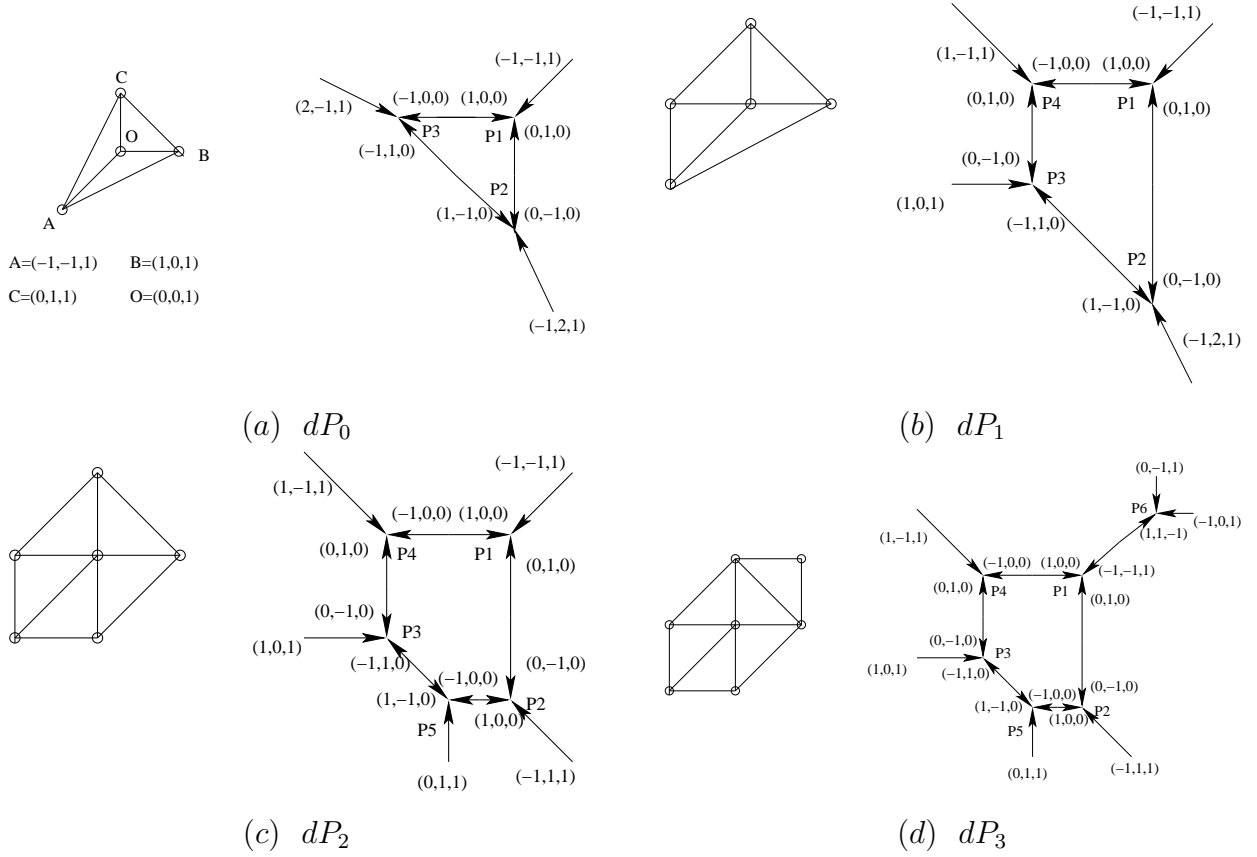 C
O
B
A
A=(−1,−1,1) B=(1,0,1)
C=(0,1,1) O=(0,0,1)
(−1,−1,1)
(2,−1,1)
(−1,0,0) (1,0,0)
P3 P1
(−1,1,0) (0,1,0)
P2
(1,−1,0) (0,−1,0)
(−1,2,1)
(a) dP0
(−1,−1,1)
(1,−1,1)
(−1,0,0) (1,0,0)
(0,1,0) P4 P1 (0,1,0)
(0,−1,0)
P3
(1,0,1)
(−1,1,0)
P2
(0,−1,0)
(1,−1,0)
(−1,2,1)
(b) dP1
(−1,−1,1)
(1,−1,1)
(−1,0,0) (1,0,0)
(0,1,0) P4 P1 (0,1,0)
(0,−1,0)
P3
(1,0,1)
(−1,1,0) (−1,0,0) (0,−1,0)
(1,−1,0)
P5 (1,0,0) P2
(0,1,1) (−1,1,1)
(c) dP2
(0,−1,1)
P6
(−1,0,1)
(1,1,−1)
(1,−1,1)
(−1,0,0) (1,0,0)
(−1,−1,1)
(0,1,0) P4 P1
(0,1,0)
(0,−1,0)
P3
(1,0,1)
(−1,1,0)
(−1,0,0) (0,−1,0)
(1,−1,0)
P5 (1,0,0) P2
(0,1,1) (−1,1,1)
(d) dP3